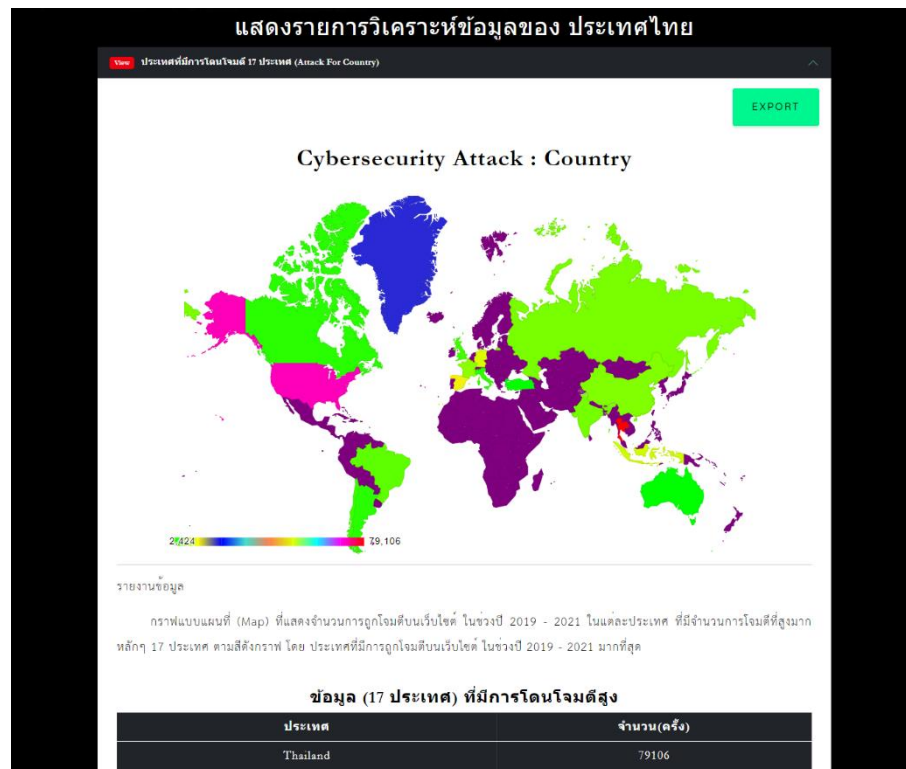 แสดงรายการวิเคราะห์ข้อมูลของ ประเทศไทย
View ประเทศที่มีการโดนโจมตี 17 ประเทศ (Attack For Country)
EXPORT
Cybersecurity Attack : Country
2,424 79,106
รายงานข้อมูล
กราฟแบบแผนที่ (Map) ที่แสดงจำนวนการถูกโจมตีบนเว็บไซต์ ในช่วงปี 2019 - 2021 ในแต่ละประเทศ ที่มีจำนวนการโจมตีที่สูงมาก
หลักๆ 17 ประเทศ ตามสีดังกราฟ โดย ประเทศที่มีการถูกโจมตีบนเว็บไซต์ ในช่วงปี 2019 - 2021 มากที่สุด
ข้อมูล (17 ประเทศ) ที่มีการโดนโจมตีสูง
ประเทศ จำนวน(ครั้ง)
Thailand 79106